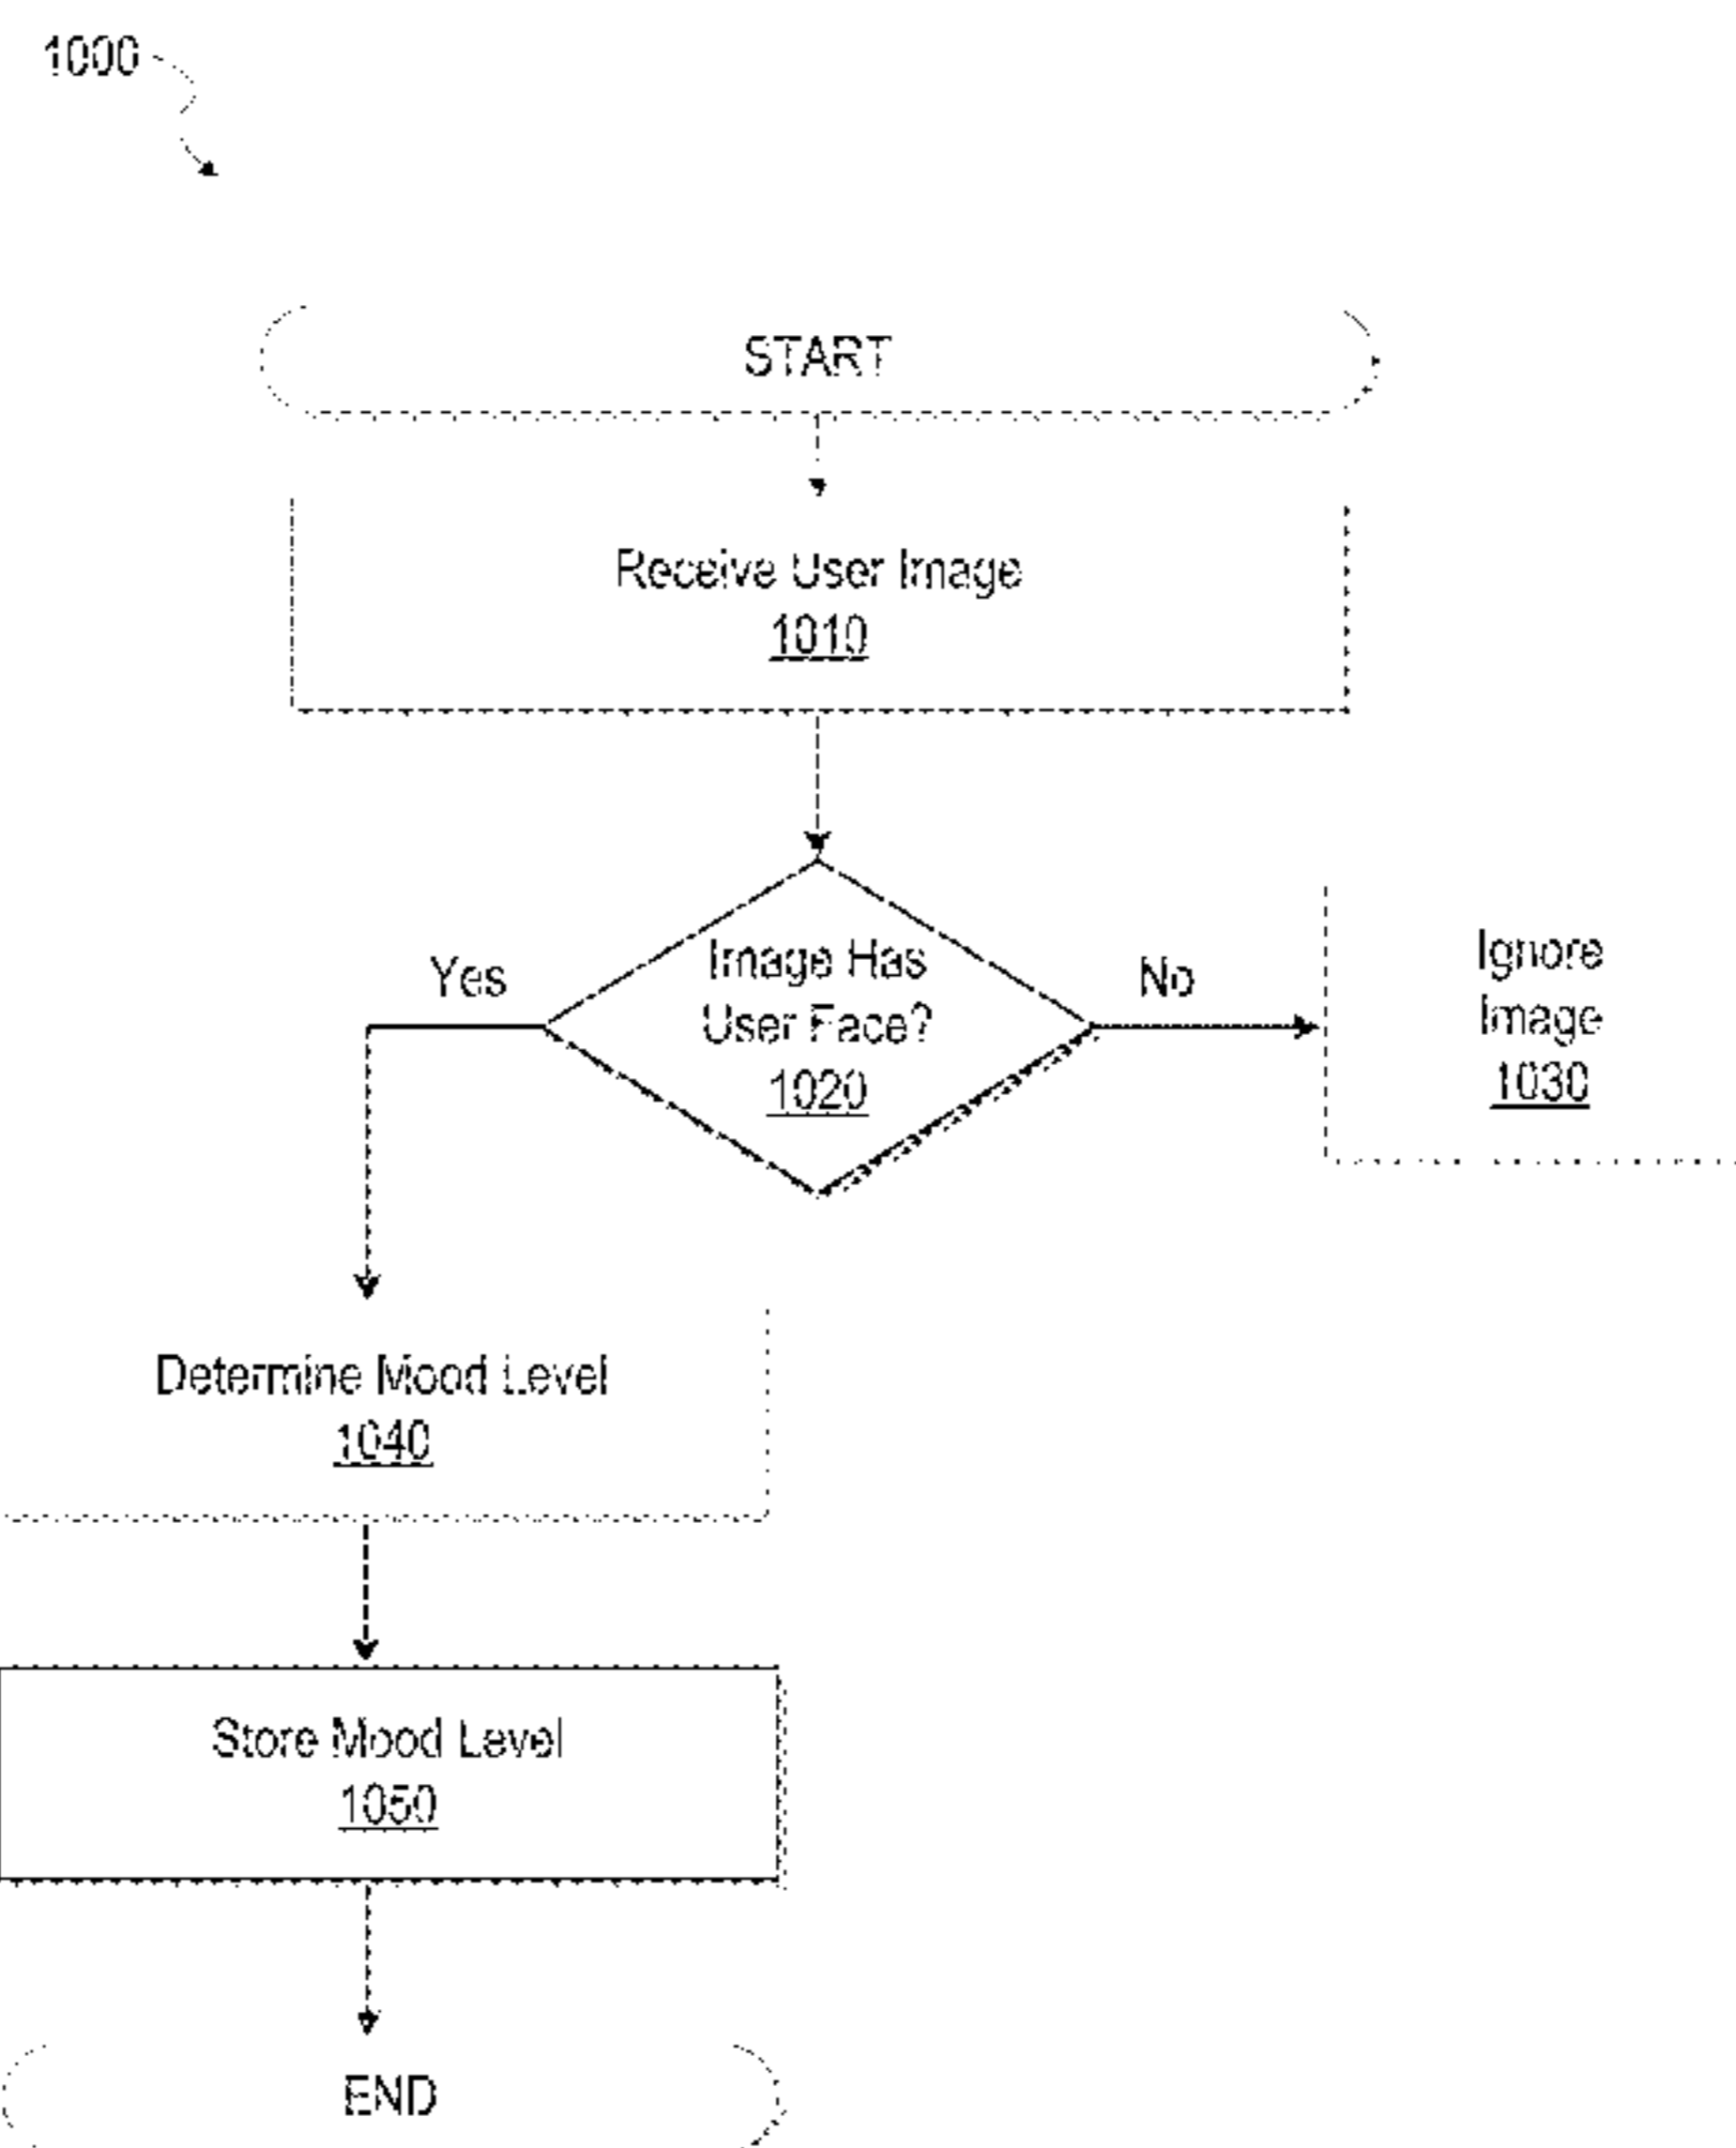 1000
START
Receive User Image
1010
Image Has
User Face?
1020
Yes
No
Ignore
Image
1030
Determine Mood Level
1040
Store Mood Level
1050
END